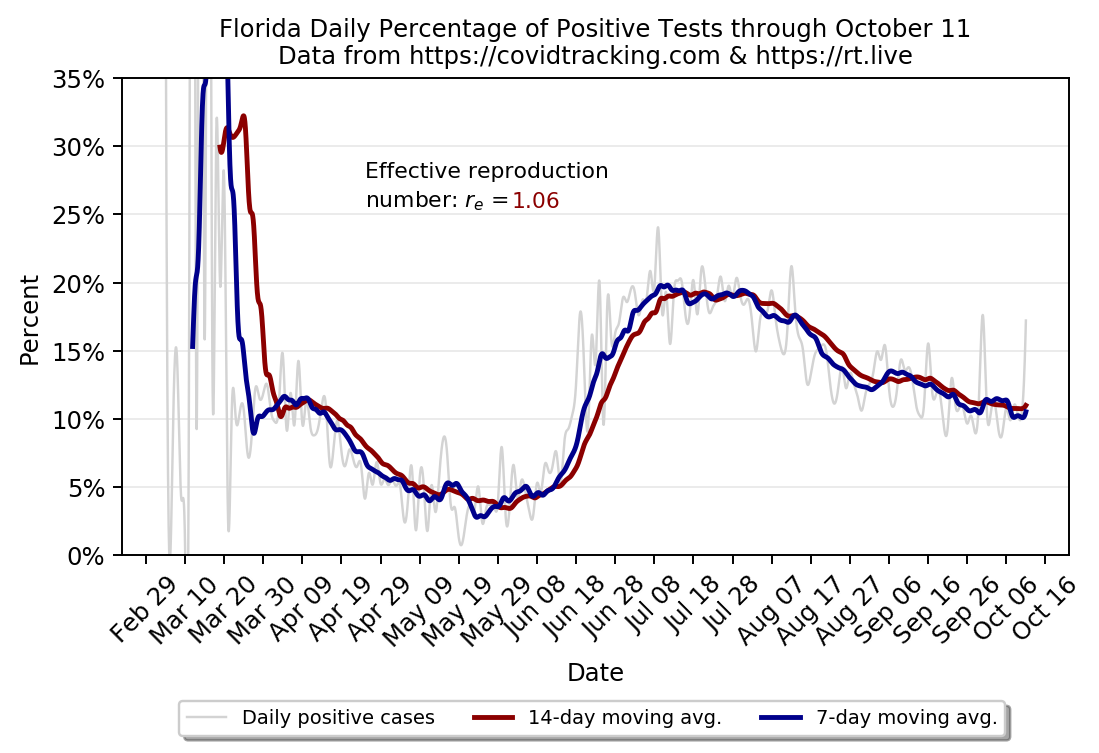 Florida Daily Percentage of Positive Tests through October 11
Data from https://covidtracking.com & https://rt.live
35%
30%
25%
20%
15%
10%
5%
0%
Percent
Effective reproduction
number: rₑ = 1.06
Feb 29
Mar 10
Mar 20
Mar 30
Apr 09
Apr 19
Apr 29
May 09
May 19
May 29
Jun 08
Jun 18
Jun 28
Jul 08
Jul 18
Jul 28
Aug 07
Aug 17
Aug 27
Sep 06
Sep 16
Sep 26
Oct 06
Oct 16
Date
Daily positive cases 14-day moving avg. 7-day moving avg.